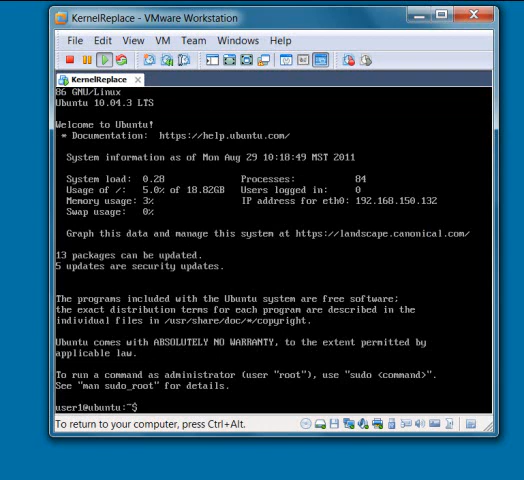 KernelReplace - VMware Workstation
File Edit View VM Team Windows Help
KernelReplace
86 GNU/Linux
Ubuntu 10.04.3 LTS
Welcome to Ubuntu!
* Documentation: https://help.ubuntu.com/
System information as of Mon Aug 29 10:18:49 MST 2011
System load: 0.28 Processes: 84
Usage of /: 5.0% of 18.82GB Users logged in: 0
Memory usage: 3% IP address for eth0: 192.168.150.132
Swap usage: 0%
Graph this data and manage this system at https://landscape.canonical.com/
13 packages can be updated.
5 updates are security updates.
The programs included with the Ubuntu system are free software;
the exact distribution terms for each program are described in the
individual files in /usr/share/doc/*/copyright.
Ubuntu comes with ABSOLUTELY NO WARRANTY, to the extent permitted by
applicable law.
To run a command as administrator (user "root"), use "sudo <command>".
See "man sudo_root" for details.
user1@ubuntu:~$
To return to your computer, press Ctrl+Alt.